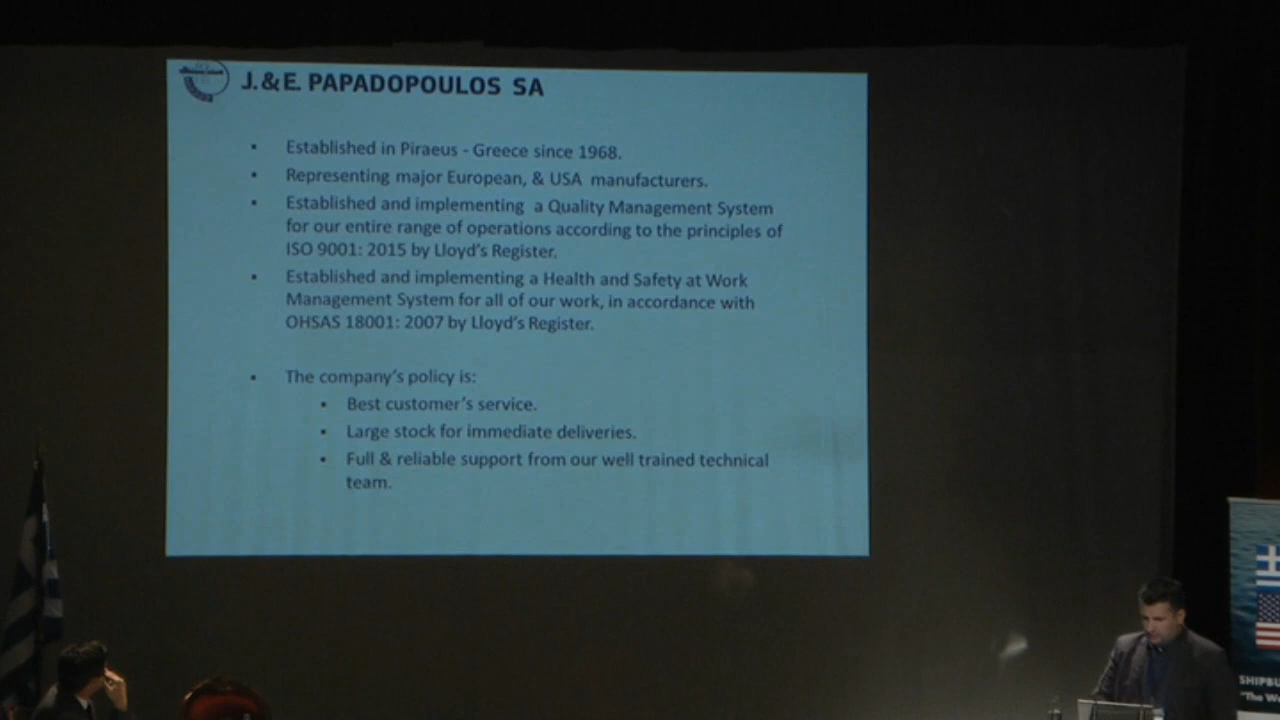 J.&E. PAPADOPOULOS SA
▪ Established in Piraeus - Greece since 1968.
▪ Representing major European, & USA manufacturers.
▪ Established and implementing a Quality Management System
for our entire range of operations according to the principles of
ISO 9001: 2015 by Lloyd's Register.
▪ Established and implementing a Health and Safety at Work
Management System for all of our work, in accordance with
OHSAS 18001: 2007 by Lloyd's Register.
▪ The company's policy is:
▪ Best customer's service.
▪ Large stock for immediate deliveries.
▪ Full & reliable support from our well trained technical
team.
SHIPBU
"The W